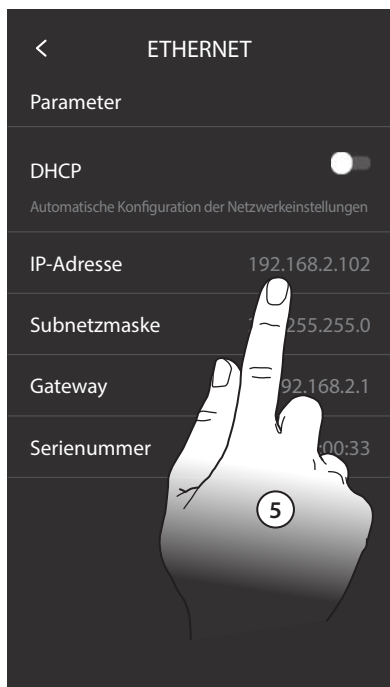 < ETHERNET
Parameter
DHCP
Automatische Konfiguration der Netzwerkeinstellungen
IP-Adresse 192.168.2.102
Subnetzmaske 255.255.0
Gateway 92.168.2.1
Serienummer :00:33
5